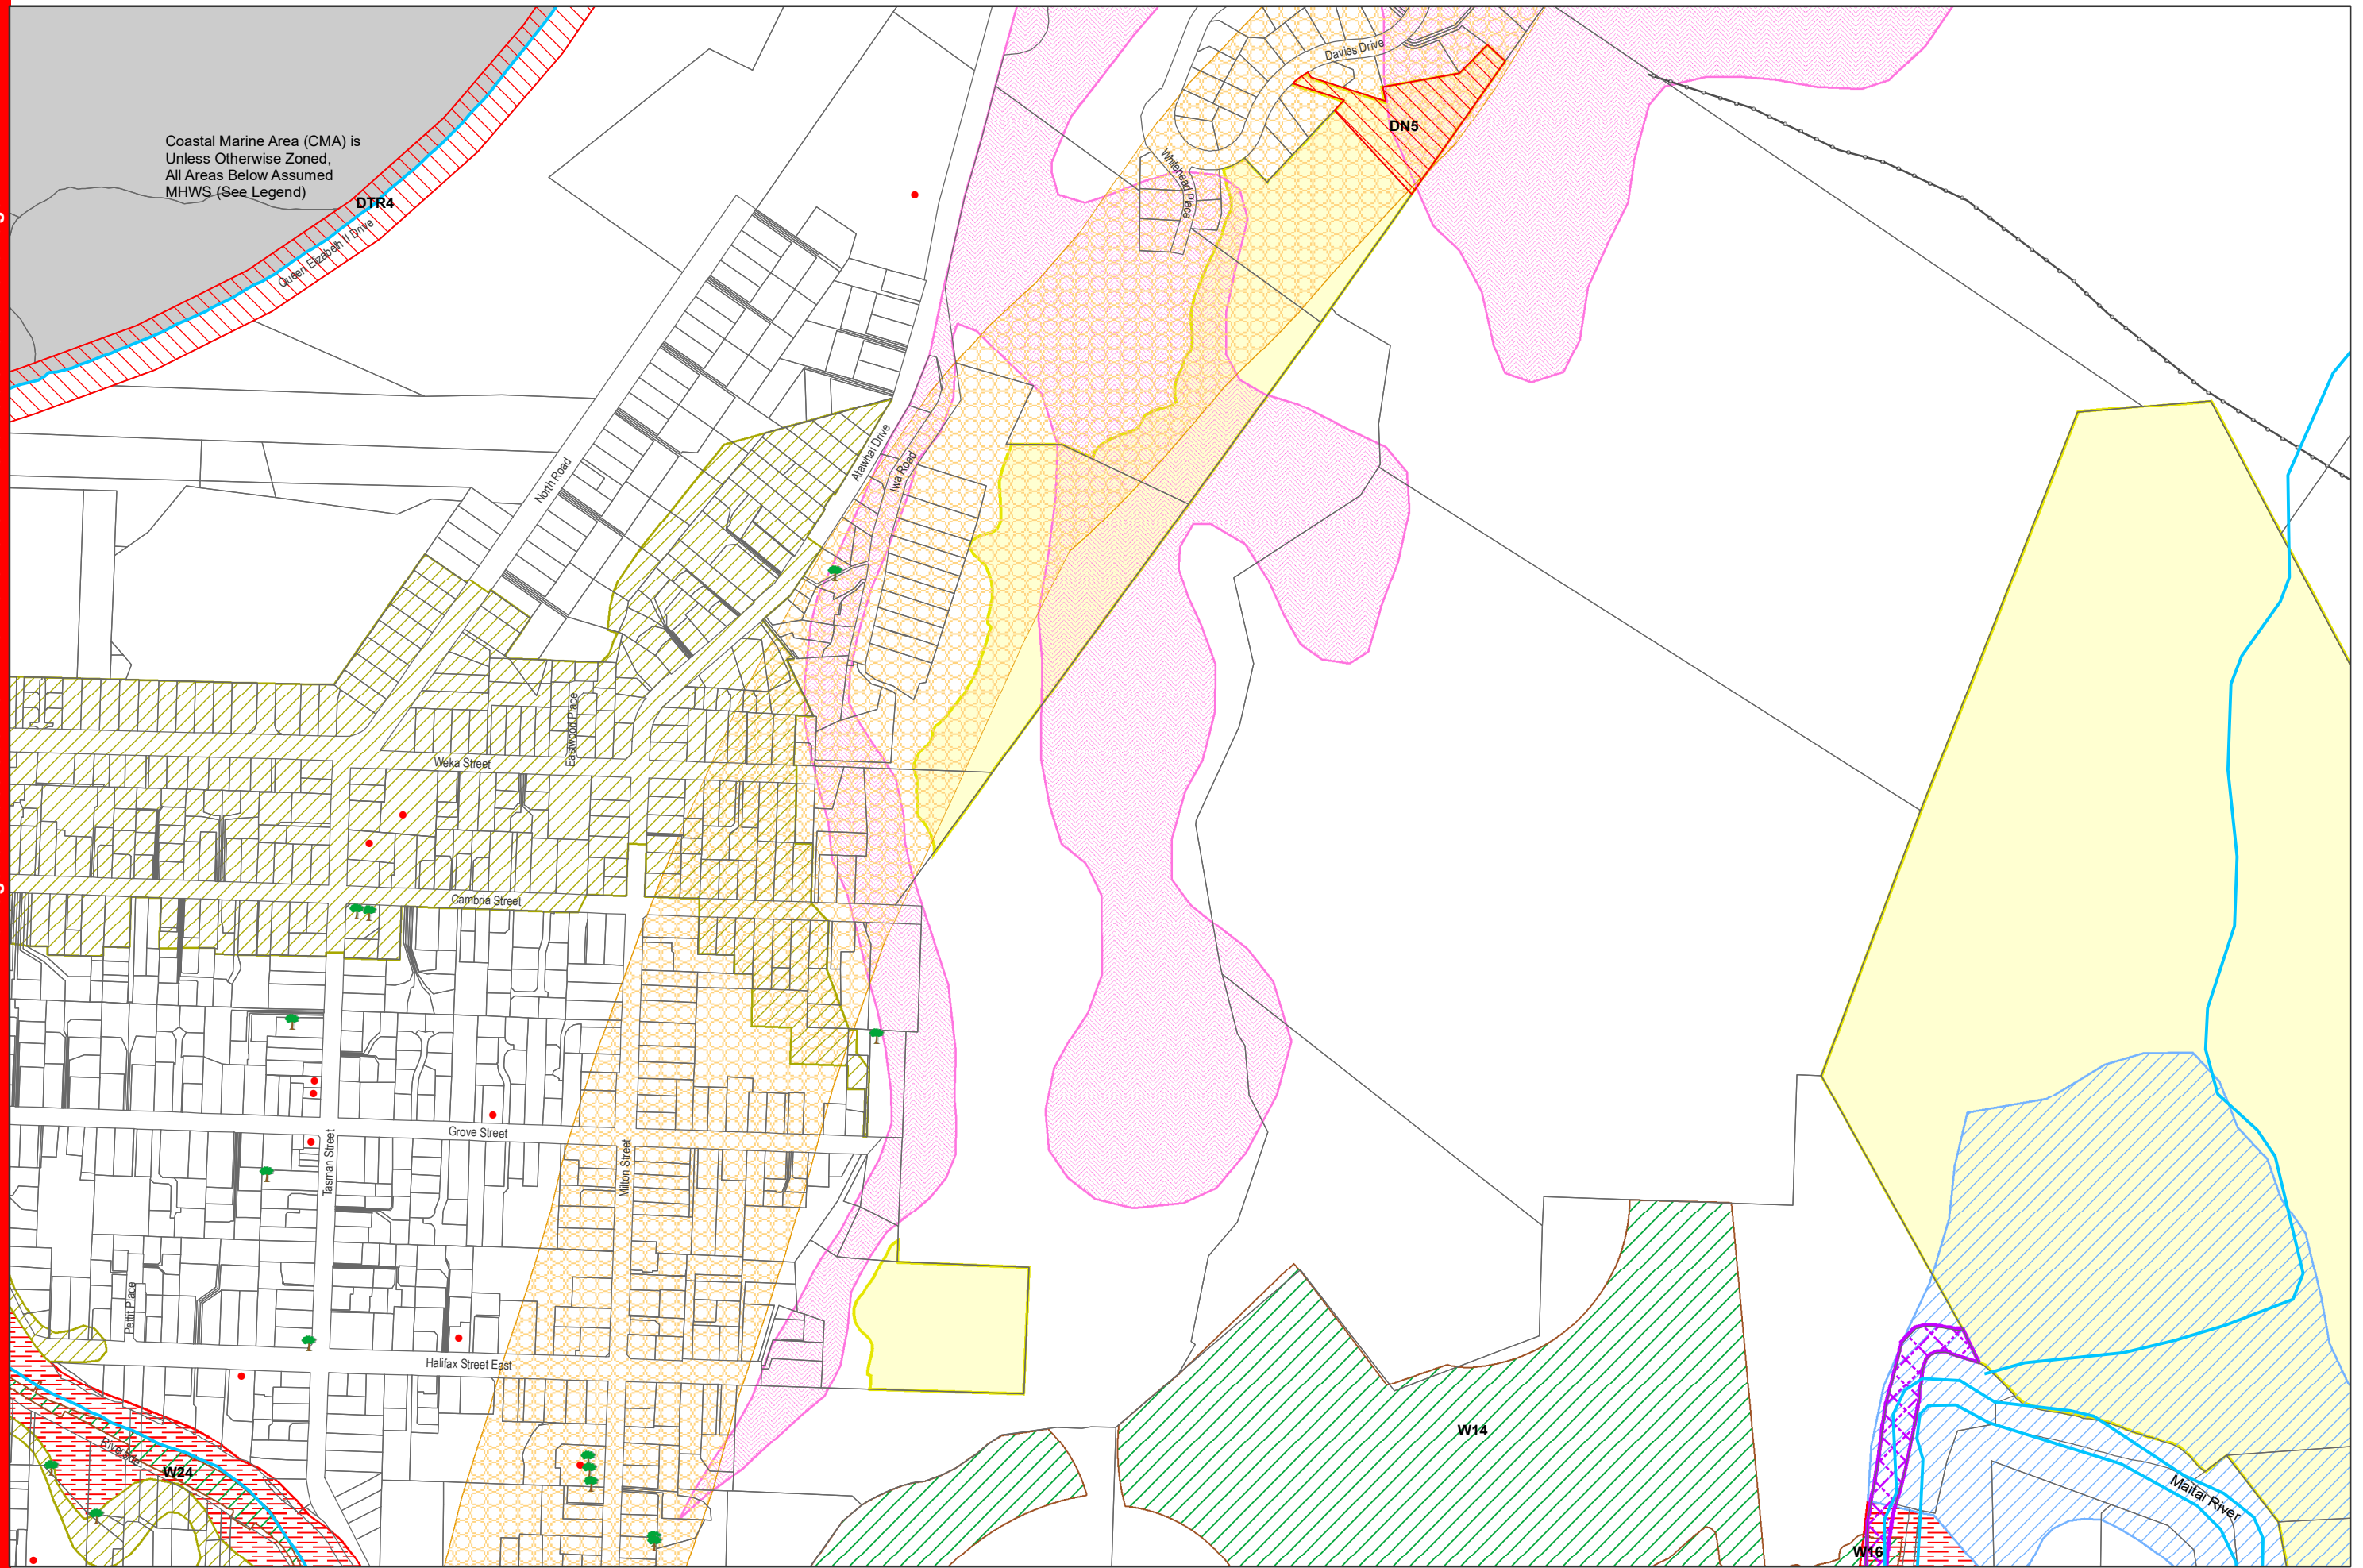 Davies Drive
DN5
Coastal Marine Area (CMA) is
Unless Otherwise Zoned,
All Areas Below Assumed
MHWS (See Legend)
DTR4
Whitehead Place
Queen Elizabeth II Drive
North Road
Atawhai Drive
Iwa Road
Eastwood Place
Weka Street
Cambria Street
Grove Street
Tasman Street
Milton Street
Pettit Place
Halifax Street East
W14
Riverside
W24
Maitai River
W16